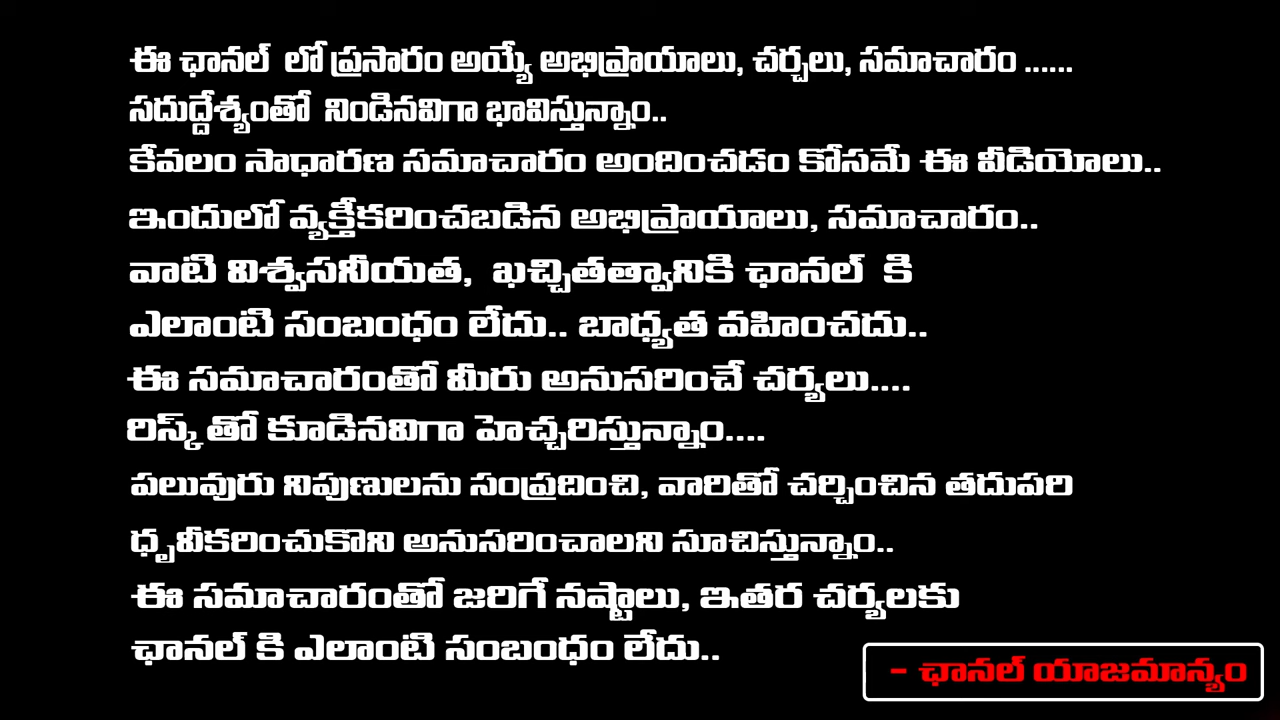 ఈ ఛానల్ లో ప్రసారం అయ్యే అభిప్రాయాలు, చర్చలు, సమాచారం ......
సదుద్దేశ్యంతో నిండినవిగా భావిస్తున్నాం..
కేవలం సాధారణ సమాచారం అందించడం కోసమే ఈ వీడియోలు..
ఇందులో వ్యక్తీకరించబడిన అభిప్రాయాలు, సమాచారం..
వాటి విశ్వసనీయత, ఖచ్చితత్వానికి ఛానల్ కి
ఎలాంటి సంబంధం లేదు.. బాధ్యత వహించదు..
ఈ సమాచారంతో మీరు అనుసరించే చర్యలు....
రిస్క్ తో కూడినవిగా హెచ్చరిస్తున్నాం....
పలువురు నిపుణులను సంప్రదించి, వారితో చర్చించిన తదుపరి
ధృవీకరించుకొని అనుసరించాలని సూచిస్తున్నాం..
ఈ సమాచారంతో జరిగే నష్టాలు, ఇతర చర్యలకు
ఛానల్ కి ఎలాంటి సంబంధం లేదు..
- ఛానల్ యాజమాన్యం